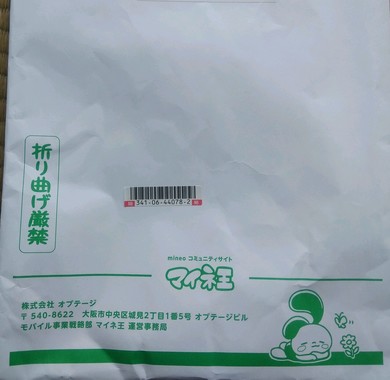 折り曲げ厳禁
341-06-44078-2
mineo コミュニティサイト
マイネ王
株式会社 オプテージ
〒540-8622 大阪市中央区城見2丁目1番5号 オプテージビル
モバイル事業戦略部 マイネ王 運営事務局